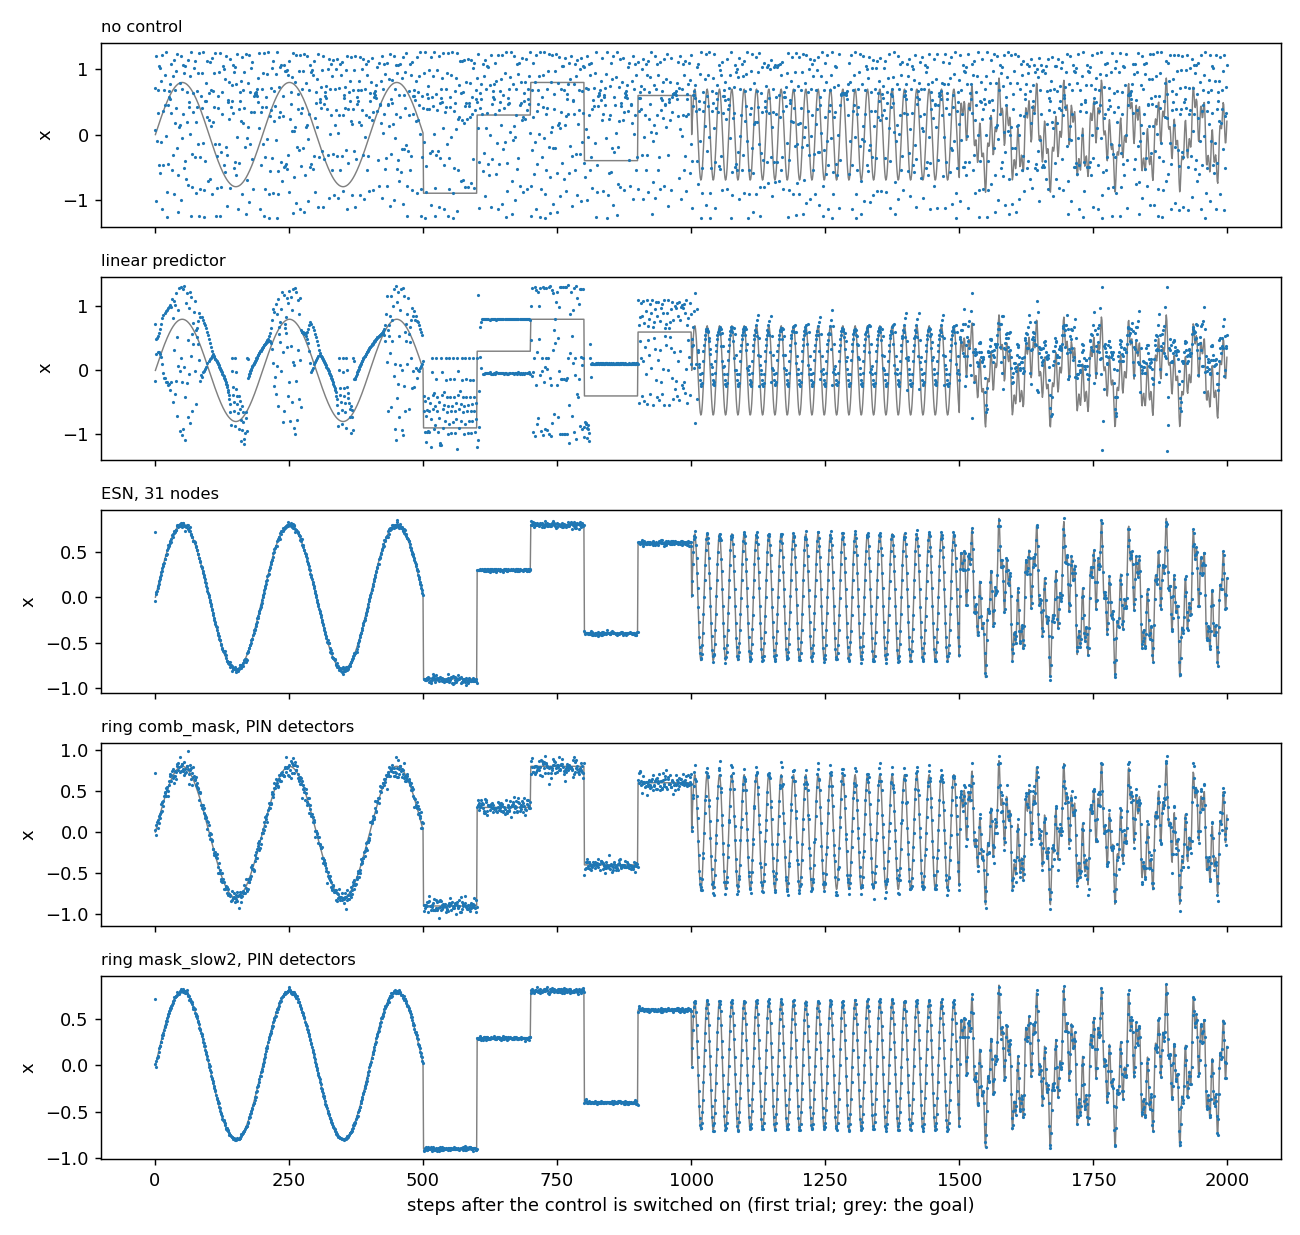 no control
1
0
−1
x
linear predictor
1
0
−1
x
ESN, 31 nodes
0.5
0.0
−0.5
−1.0
x
ring comb_mask, PIN detectors
1.0
0.5
0.0
−0.5
−1.0
x
ring mask_slow2, PIN detectors
0.5
0.0
−0.5
−1.0
x
0 250 500 750 1000 1250 1500 1750 2000
steps after the control is switched on (first trial; grey: the goal)